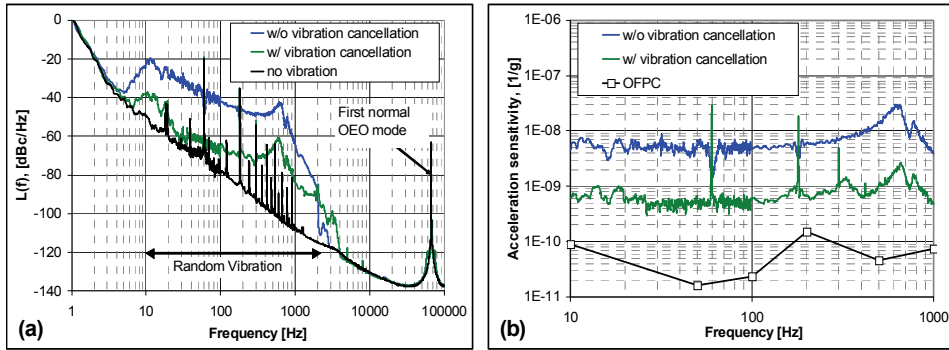 0
-20
-40
-60
-80
-100
-120
-140
L(f), [dBc/Hz]
w/o vibration cancellation
w/ vibration cancellation
no vibration
First normal
OEO mode
Random Vibration
1
10
100
1000
10000
100000
Frequency [Hz]
(a)
1E-06
1E-07
1E-08
1E-09
1E-10
1E-11
Acceleration sensitivity, [1/g]
w/o vibration cancellation
w/ vibration cancellation
OFPC
10
100
1000
Frequency [Hz]
(b)